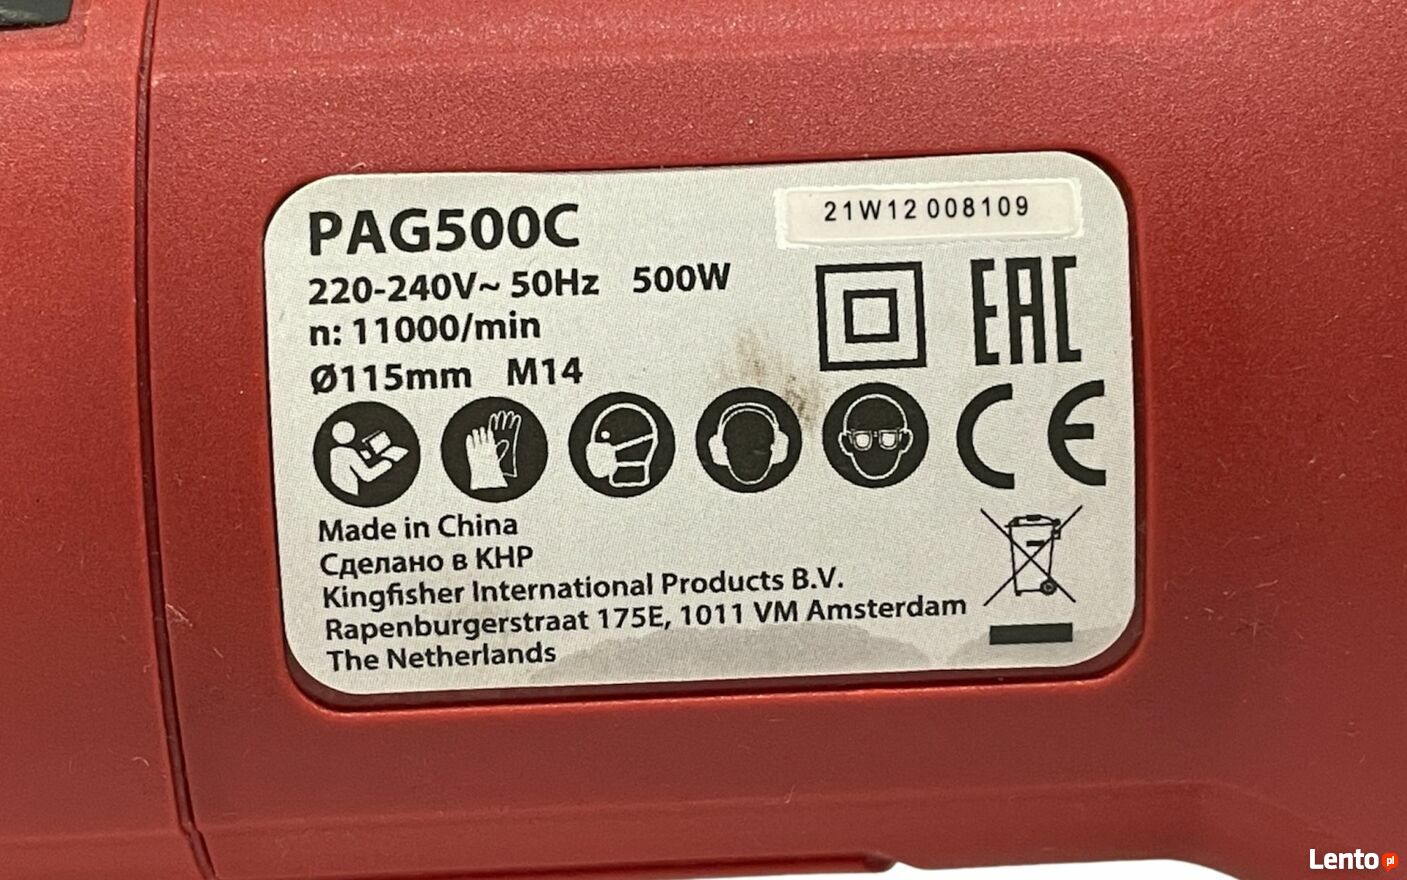 PAG500C
21W12 008109
220-240V~ 50Hz 500W
n: 11000/min
Ø115mm M14
EAC
CE
Made in China
Сделано в КНР
Kingfisher International Products B.V.
Rapenburgerstraat 175E, 1011 VM Amsterdam
The Netherlands
Lento pl